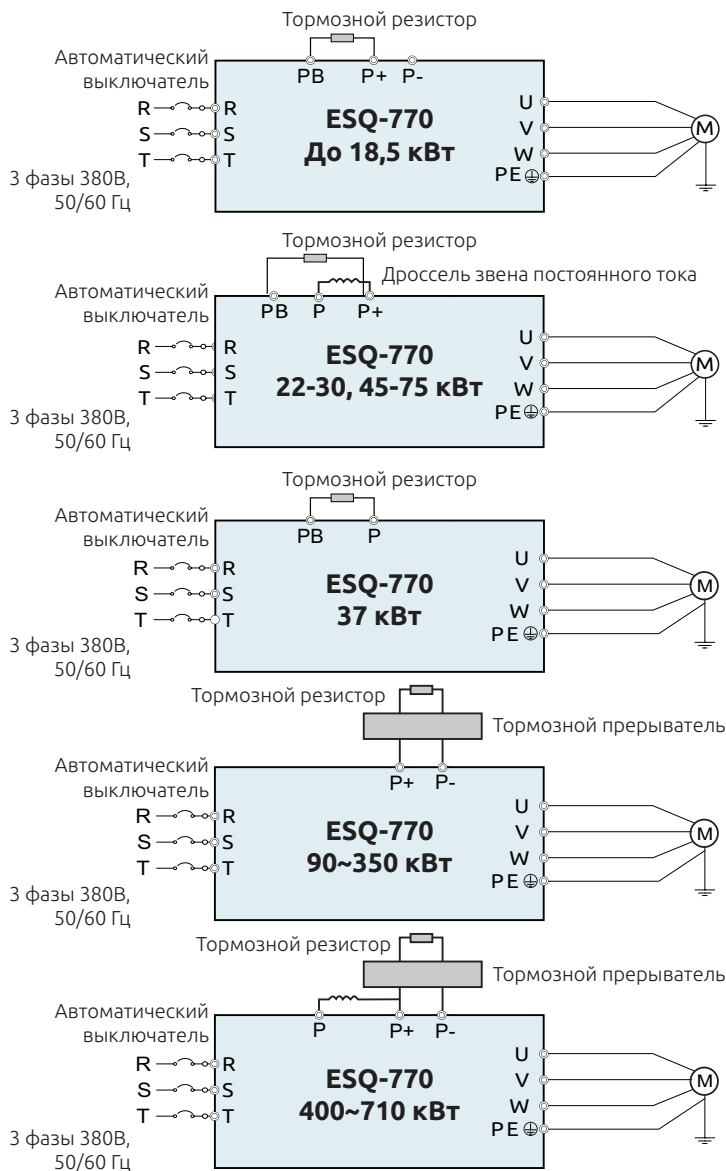 Тормозной резистор
Автоматический
выключатель
PB P+ P-
R R
S S
T T
3 фазы 380В,
50/60 Гц
ESQ-770
До 18,5 кВт
U
V
W
PE
M
Тормозной резистор
Дроссель звена постоянного тока
Автоматический
выключатель
PB P P+
R R
S S
T T
3 фазы 380В,
50/60 Гц
ESQ-770
22-30, 45-75 кВт
U
V
W
PE
M
Тормозной резистор
Автоматический
выключатель
PB P
R R
S S
T T
3 фазы 380В,
50/60 Гц
ESQ-770
37 кВт
U
V
W
PE
M
Тормозной резистор
Тормозной прерыватель
Автоматический
выключатель
P+ P-
R R
S S
T T
3 фазы 380В,
50/60 Гц
ESQ-770
90~350 кВт
U
V
W
PE
M
Тормозной резистор
Тормозной прерыватель
Автоматический
выключатель
P P+ P-
R R
S S
T T
3 фазы 380В,
50/60 Гц
ESQ-770
400~710 кВт
U
V
W
PE
M